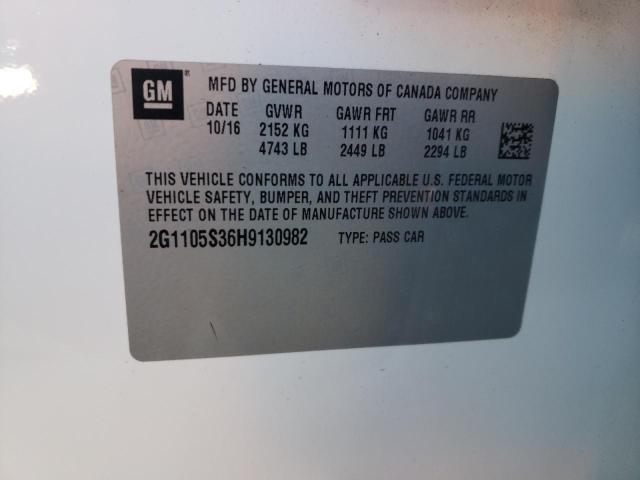 GM ® MFD BY GENERAL MOTORS OF CANADA COMPANY
DATE GVWR GAWR FRT GAWR RR
10/16 2152 KG 1111 KG 1041 KG
4743 LB 2449 LB 2294 LB
THIS VEHICLE CONFORMS TO ALL APPLICABLE U.S. FEDERAL MOTOR
VEHICLE SAFETY, BUMPER, AND THEFT PREVENTION STANDARDS IN
EFFECT ON THE DATE OF MANUFACTURE SHOWN ABOVE.
2G1105S36H9130982 TYPE: PASS CAR